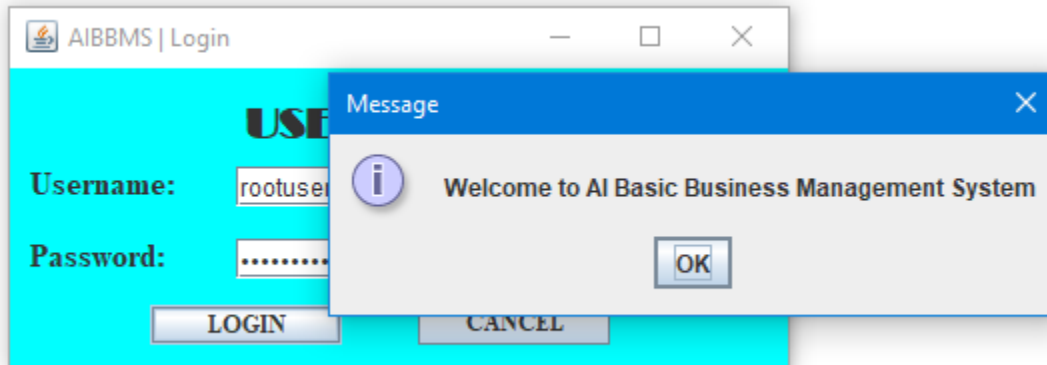 AIBBMS | Login
Message
Username:
rootuser
Welcome to AI Basic Business Management System
Password:
OK
LOGIN
CANCEL